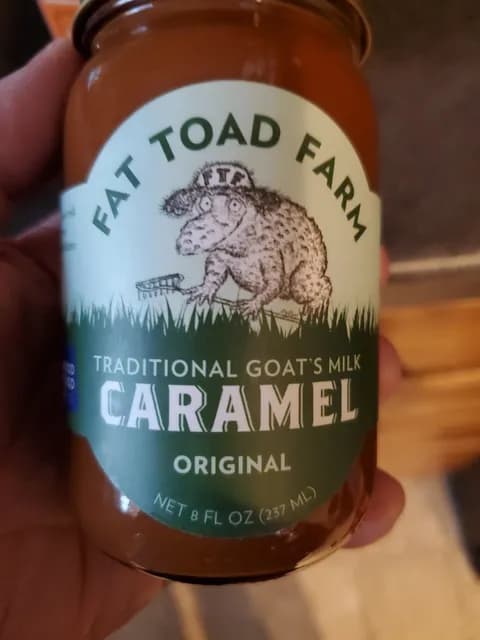 FAT TOAD FARM
FTF
TRADITIONAL GOAT'S MILK
CARAMEL
ORIGINAL
NET 8 FL OZ (237 ML)